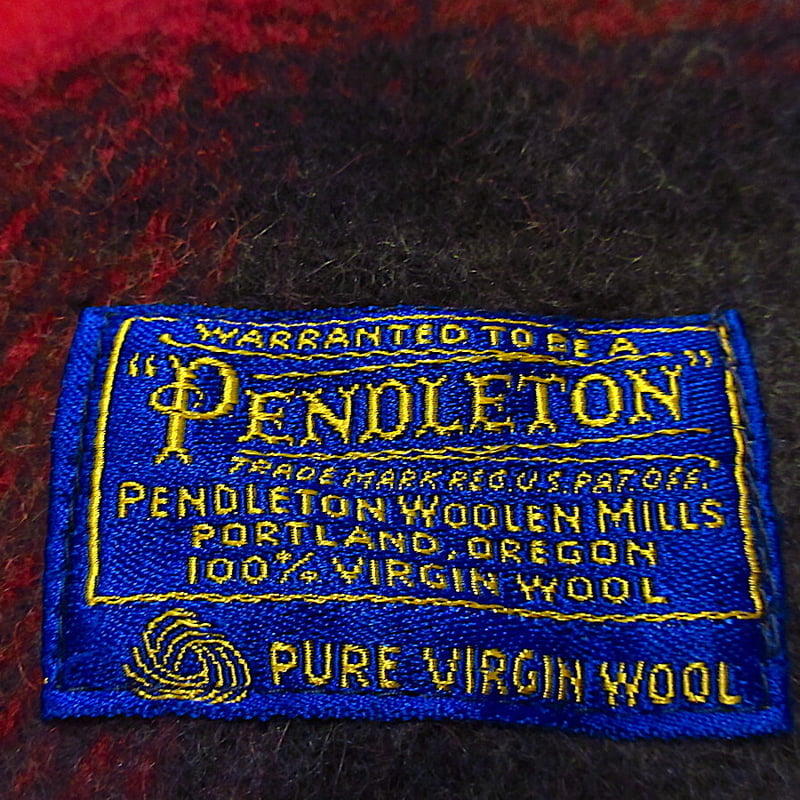 WARRANTED TO BE A
"PENDLETON"
TRADE MARK REG. U.S. PAT. OFF.
PENDLETON WOOLEN MILLS
PORTLAND, OREGON
100% VIRGIN WOOL
PURE VIRGIN WOOL